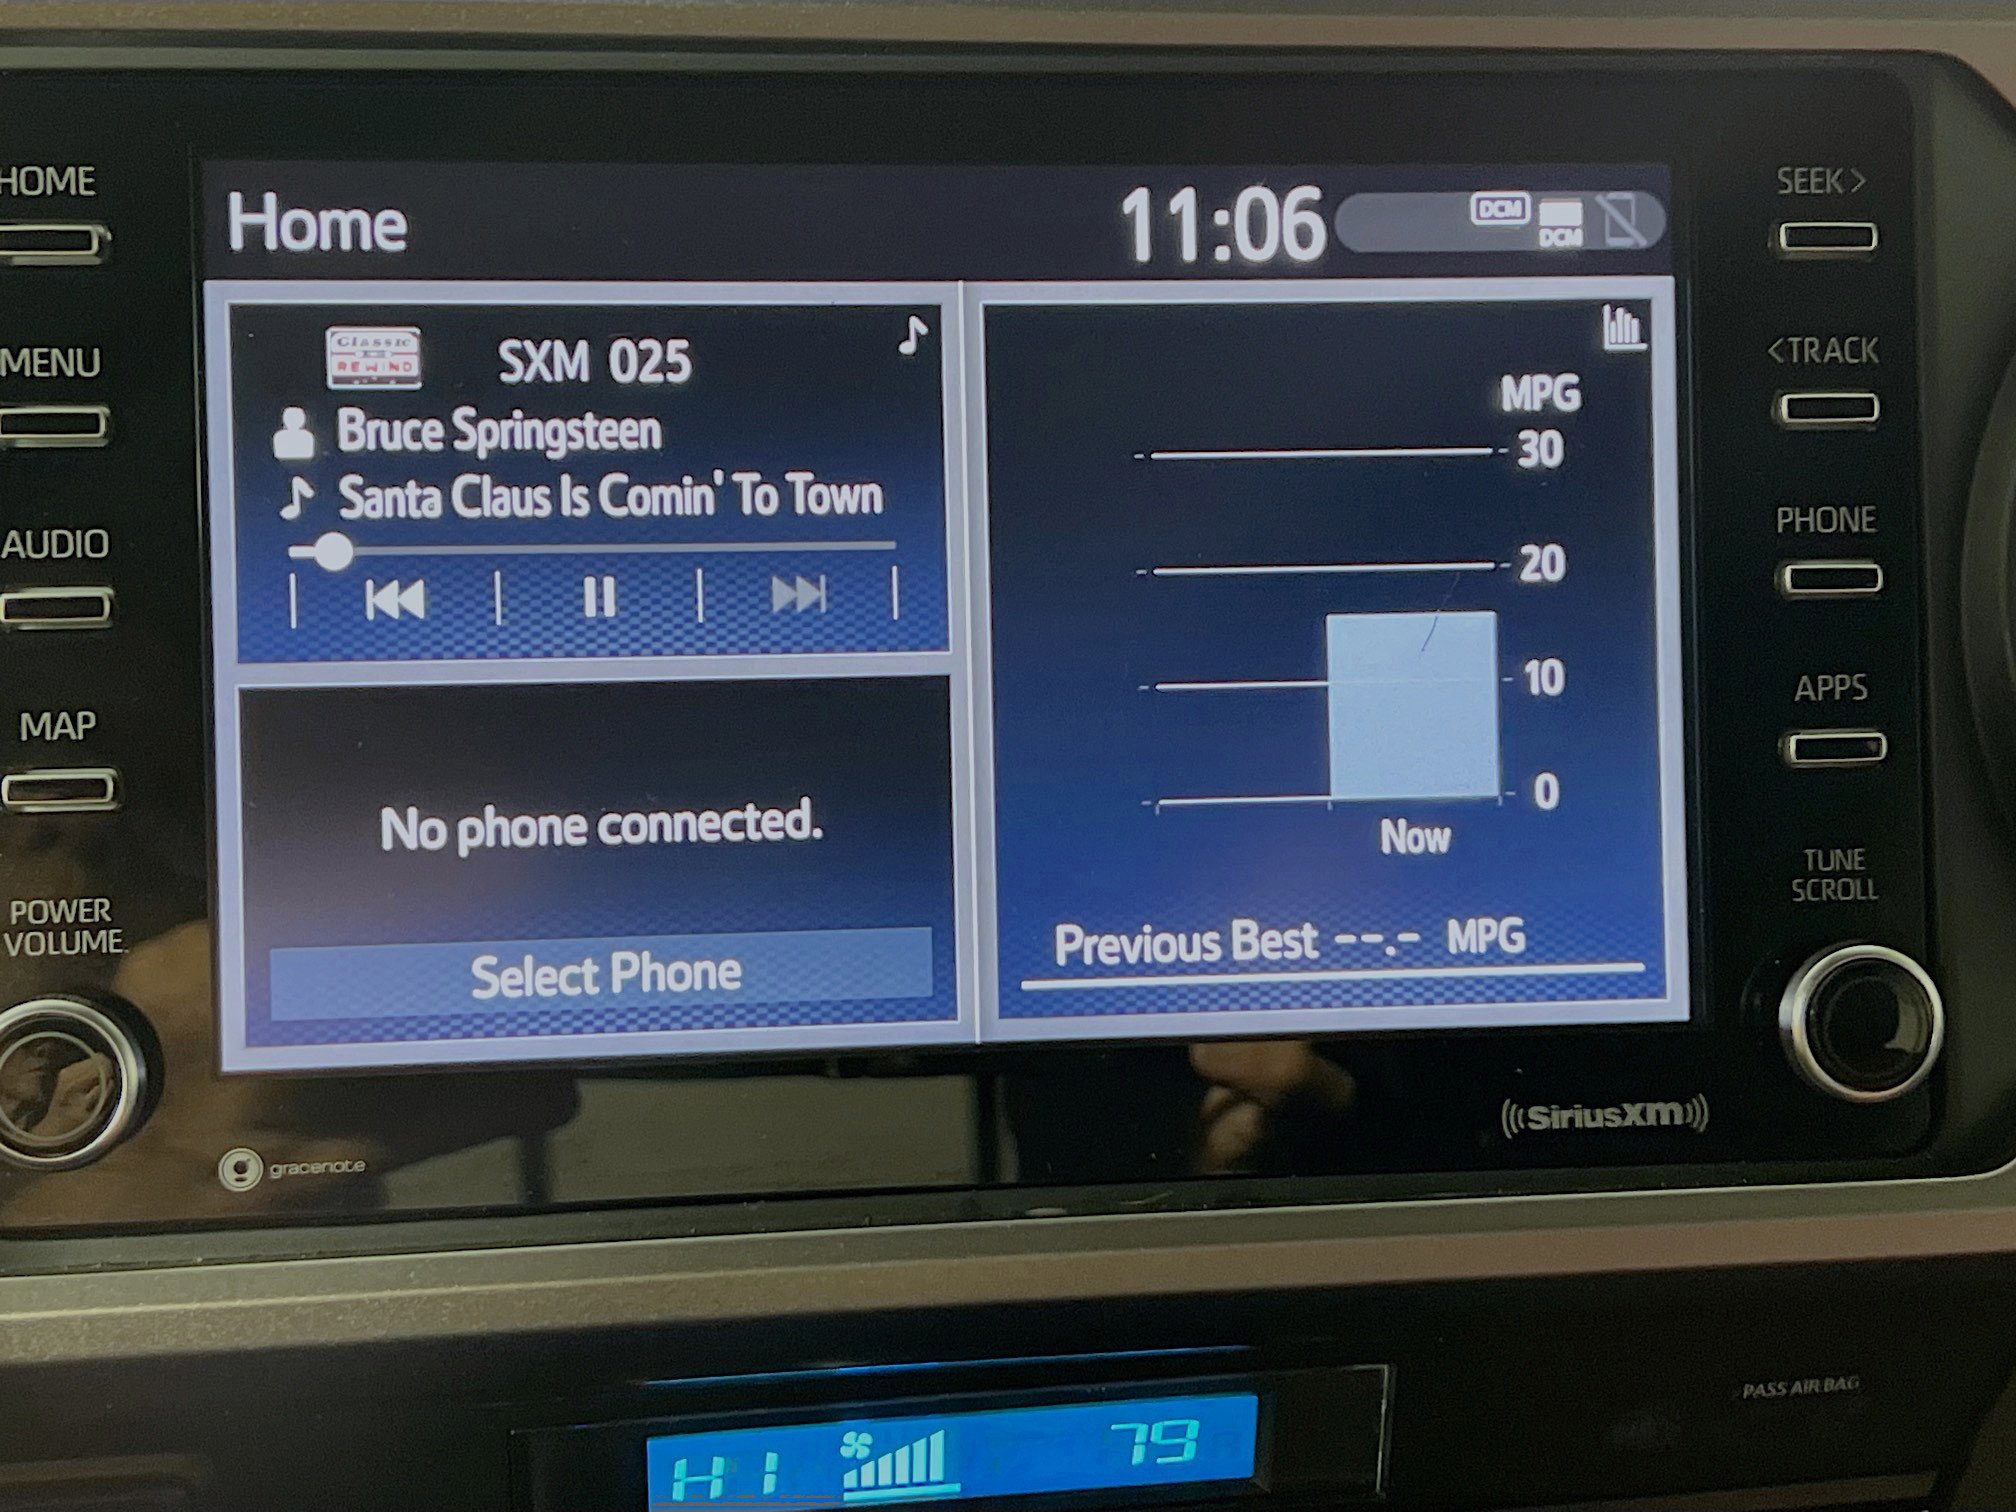 HOME
MENU
AUDIO
MAP
POWER
VOLUME
Home
11:06
DCM
DCM
Classic
REWIND
SXM 025
Bruce Springsteen
Santa Claus Is Comin' To Town
No phone connected.
Select Phone
MPG
30
20
10
0
Now
Previous Best --.- MPG
SEEK >
< TRACK
PHONE
APPS
TUNE
SCROLL
gracenote
((SiriusXM))
PASS AIR BAG
HI
79